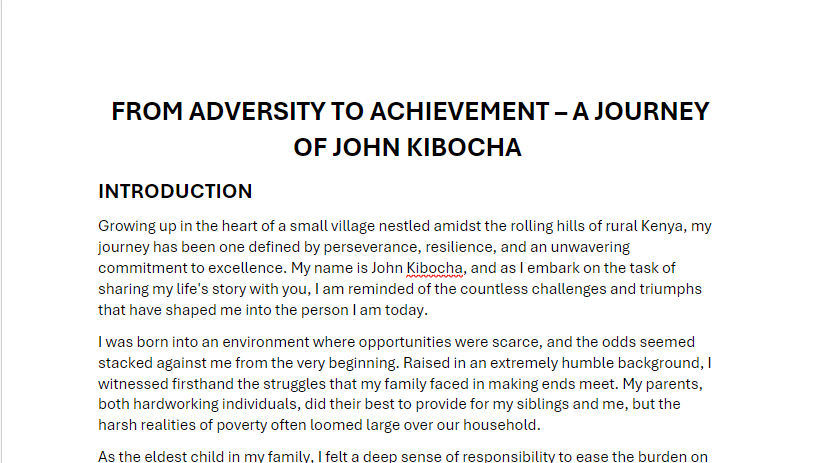 FROM ADVERSITY TO ACHIEVEMENT – A JOURNEY
OF JOHN KIBOCHA
INTRODUCTION
Growing up in the heart of a small village nestled amidst the rolling hills of rural Kenya, my
journey has been one defined by perseverance, resilience, and an unwavering
commitment to excellence. My name is John Kibocha, and as I embark on the task of
sharing my life's story with you, I am reminded of the countless challenges and triumphs
that have shaped me into the person I am today.
I was born into an environment where opportunities were scarce, and the odds seemed
stacked against me from the very beginning. Raised in an extremely humble background, I
witnessed firsthand the struggles that my family faced in making ends meet. My parents,
both hardworking individuals, did their best to provide for my siblings and me, but the
harsh realities of poverty often loomed large over our household.
As the eldest child in my family, I felt a deep sense of responsibility to ease the burden on